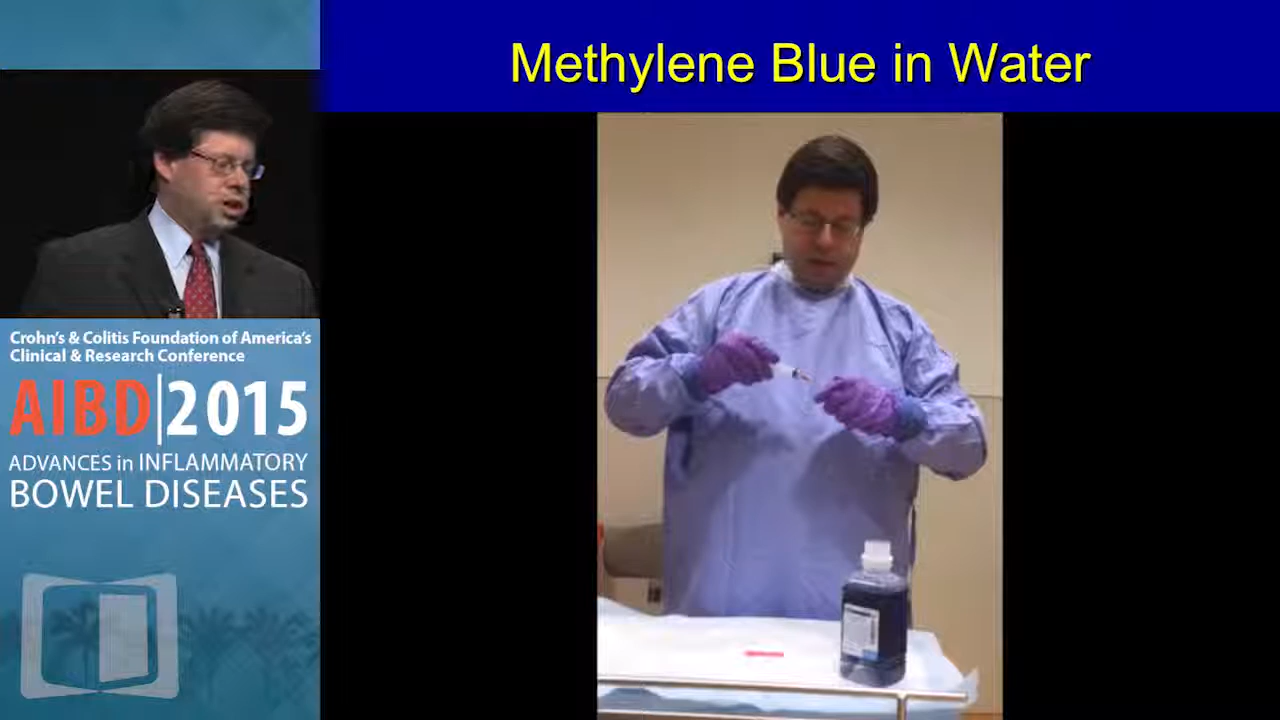 Methylene Blue in Water
Crohn's & Colitis Foundation of America's
Clinical & Research Conference
AIBD|2015
ADVANCES in INFLAMMATORY
BOWEL DISEASES